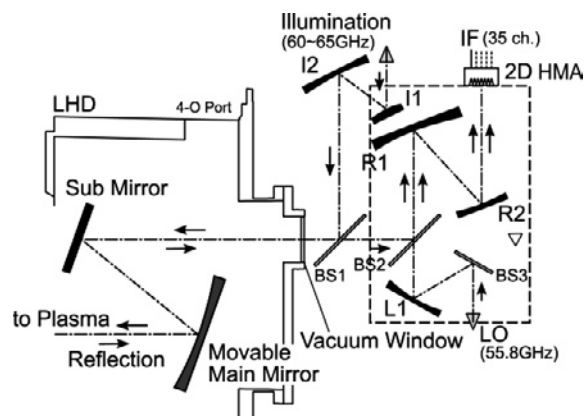 Illumination
(60~65GHz)
I2
IF (35 ch.)
2D HMA
LHD
4-O Port
I1
R1
Sub Mirror
R2
BS1
BS2
BS3
L1
to Plasma
Reflection
Movable
Main Mirror
Vacuum Window
LO
(55.8GHz)